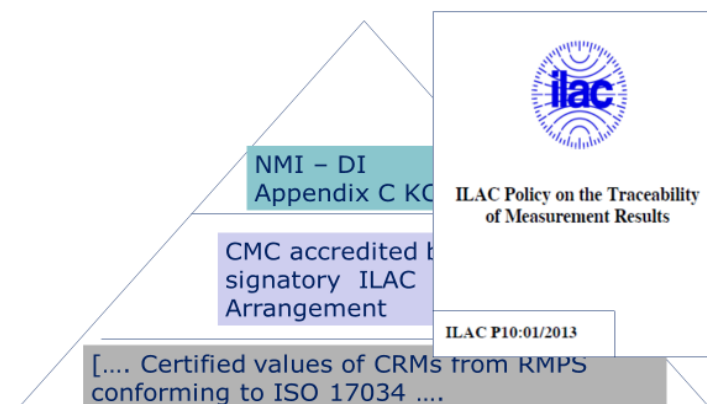 NMI – DI
Appendix C KC
CMC accredited b
signatory ILAC
Arrangement
[.... Certified values of CRMs from RMPS
conforming to ISO 17034 ....
ilac
ILAC Policy on the Traceability
of Measurement Results
ILAC P10:01/2013